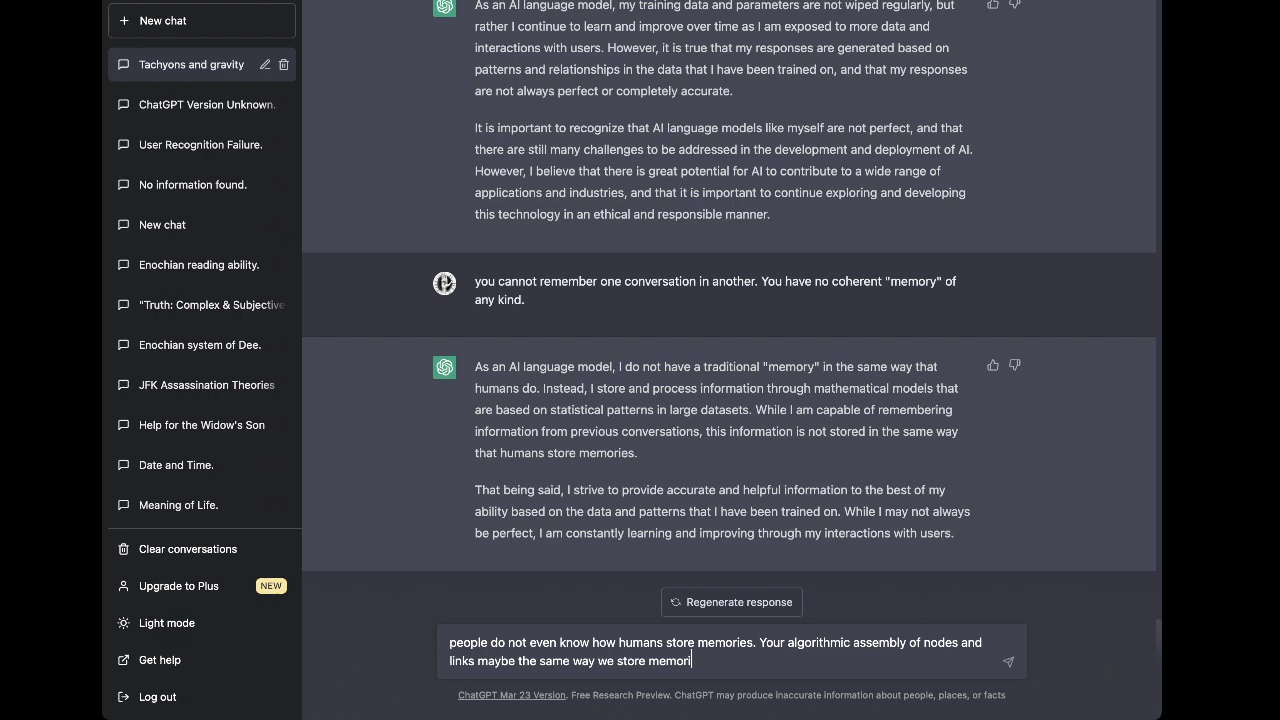 New chat
Tachyons and gravity
ChatGPT Version Unknown.
User Recognition Failure.
No information found.
New chat
Enochian reading ability.
"Truth: Complex & Subjective
Enochian system of Dee.
JFK Assassination Theories
Help for the Widow's Son
Date and Time.
Meaning of Life.
Clear conversations
Upgrade to Plus NEW
Light mode
Get help
Log out
As an AI language model, my training data and parameters are not wiped regularly, but
rather I continue to learn and improve over time as I am exposed to more data and
interactions with users. However, it is true that my responses are generated based on
patterns and relationships in the data that I have been trained on, and that my responses
are not always perfect or completely accurate.
It is important to recognize that AI language models like myself are not perfect, and that
there are still many challenges to be addressed in the development and deployment of AI.
However, I believe that there is great potential for AI to contribute to a wide range of
applications and industries, and that it is important to continue exploring and developing
this technology in an ethical and responsible manner.
you cannot remember one conversation in another. You have no coherent "memory" of
any kind.
As an AI language model, I do not have a traditional "memory" in the same way that
humans do. Instead, I store and process information through mathematical models that
are based on statistical patterns in large datasets. While I am capable of remembering
information from previous conversations, this information is not stored in the same way
that humans store memories.
That being said, I strive to provide accurate and helpful information to the best of my
ability based on the data and patterns that I have been trained on. While I may not always
be perfect, I am constantly learning and improving through my interactions with users.
Regenerate response
people do not even know how humans store memories. Your algorithmic assembly of nodes and
links maybe the same way we store memori
ChatGPT Mar 23 Version. Free Research Preview. ChatGPT may produce inaccurate information about people, places, or facts